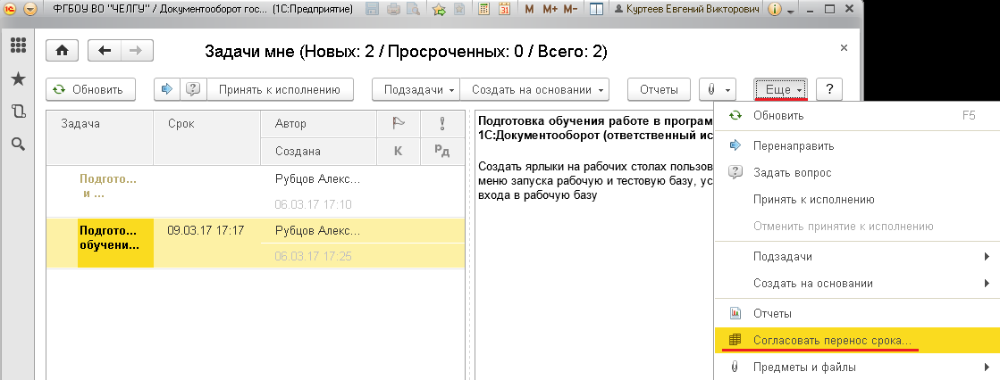 ФГБОУ ВО "ЧЕЛГУ" / Документооборот гос... (1С:Предприятие)
M M+ M-
Куртеев Евгений Викторович
Задачи мне (Новых: 2 / Просроченных: 0 / Всего: 2)
Обновить
Принять к исполнению
Подзадачи
Создать на основании
Отчеты
Еще
?
Задача
Срок
Автор
Создана
К
Рд
Подгото...
и ...
Рубцов Алекс...
06.03.17 17:10
Подгото...
обучени...
09.03.17 17:17
Рубцов Алекс...
06.03.17 17:25
Подготовка обучения работе в програм
1С:Документооборот (ответственный ис
Создать ярлыки на рабочих столах пользов
меню запуска рабочую и тестовую базу, ус
входа в рабочую базу
Обновить F5
Перенаправить
Задать вопрос
Принять к исполнению
Отменить принятие к исполнению
Подзадачи
Создать на основании
Отчеты
Согласовать перенос срока...
Предметы и файлы